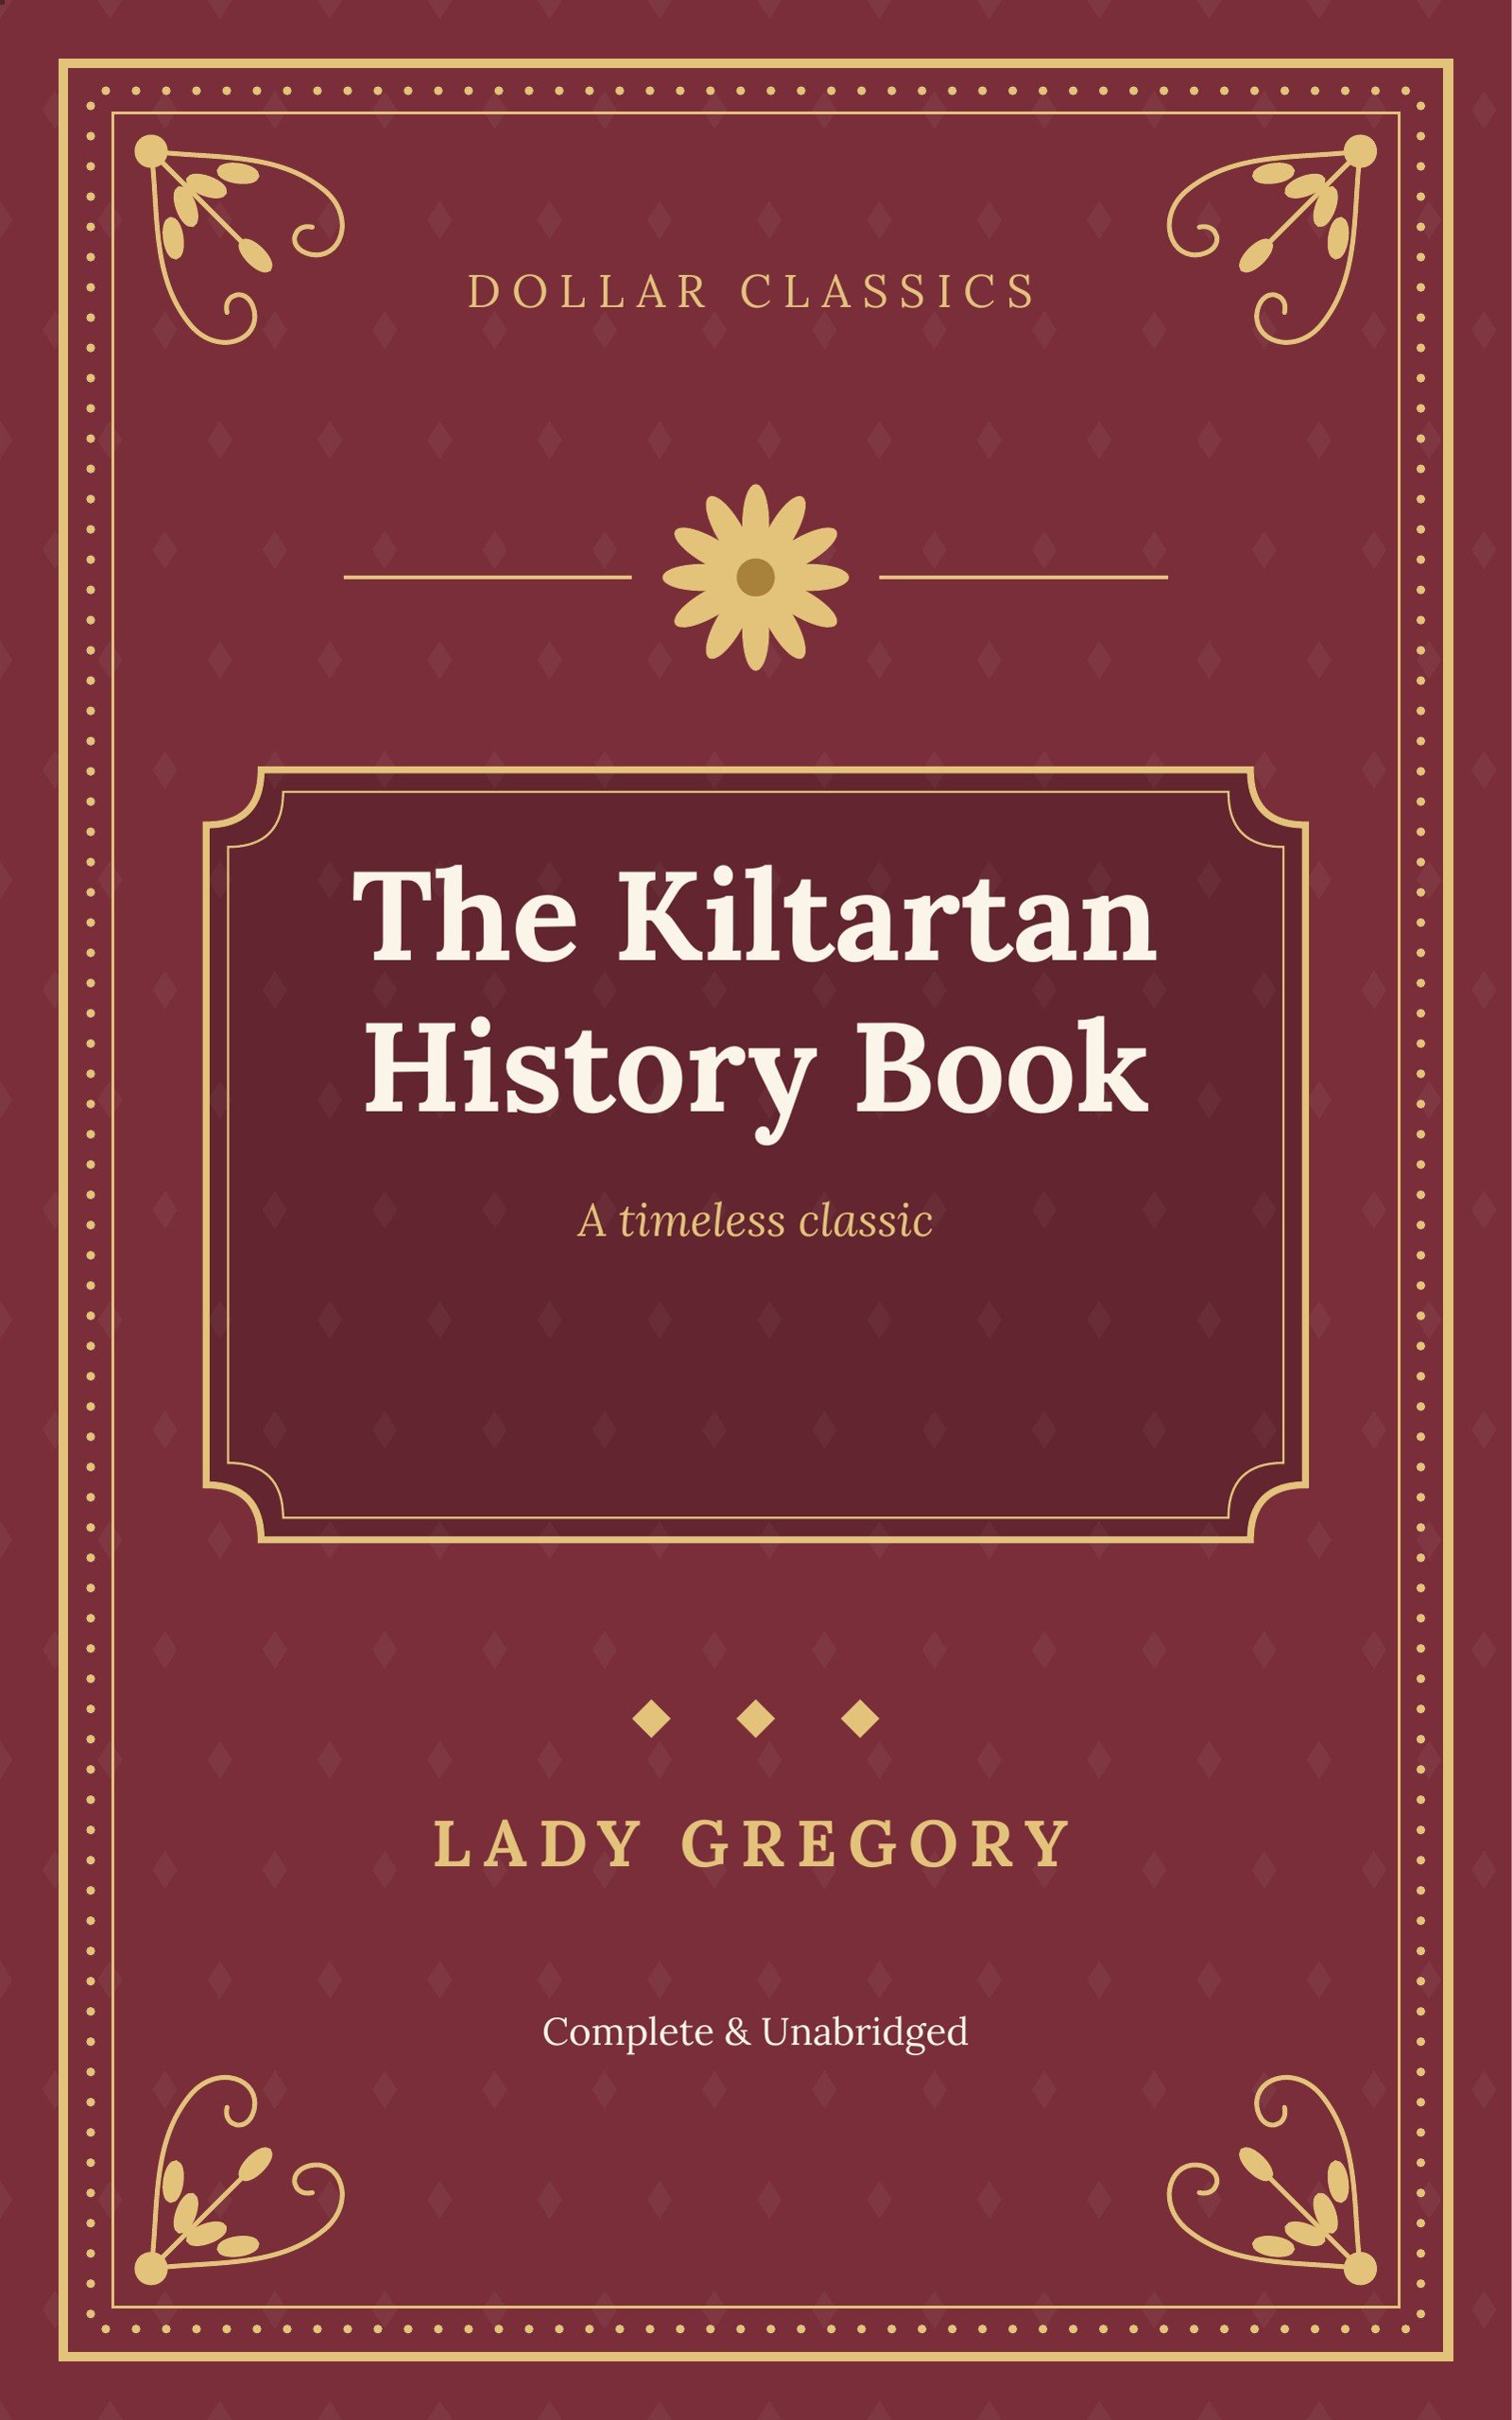 DOLLAR CLASSICS
The Kiltartan
History Book
A timeless classic
LADY GREGORY
Complete & Unabridged